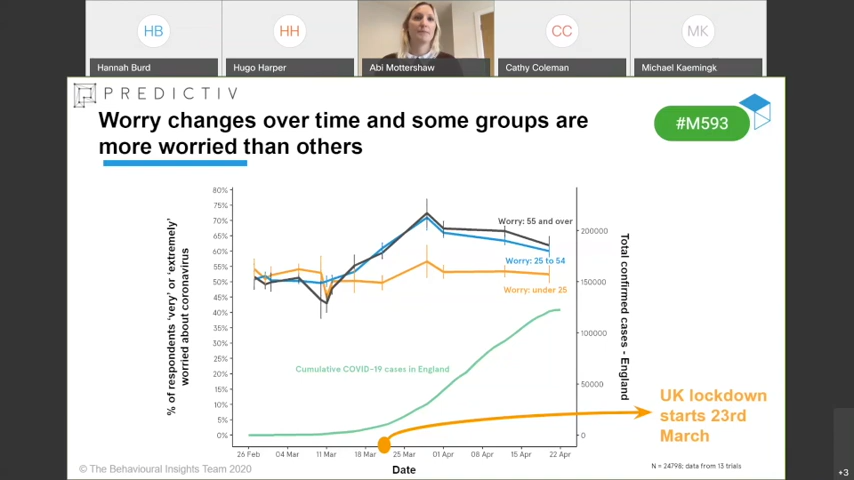 HB
HH
CC
MK
Hannah Burd
Hugo Harper
Abi Mottershaw
Cathy Coleman
Michael Kaemingk
PREDICTIV
Worry changes over time and some groups are
more worried than others
#M593
80%
75%
70%
65%
60%
55%
50%
45%
40%
35%
30%
25%
20%
15%
10%
5%
0%
% of respondents 'very' or 'extremely'
worried about coronavirus
Worry: 55 and over
Worry: 25 to 54
Worry: under 25
Cumulative COVID-19 cases in England
200000
150000
100000
50000
0
Total confirmed cases - England
UK lockdown
starts 23rd
March
26 Feb
04 Mar
11 Mar
18 Mar
25 Mar
01 Apr
08 Apr
15 Apr
22 Apr
Date
© The Behavioural Insights Team 2020
N = 24798; data from 13 trials
+3